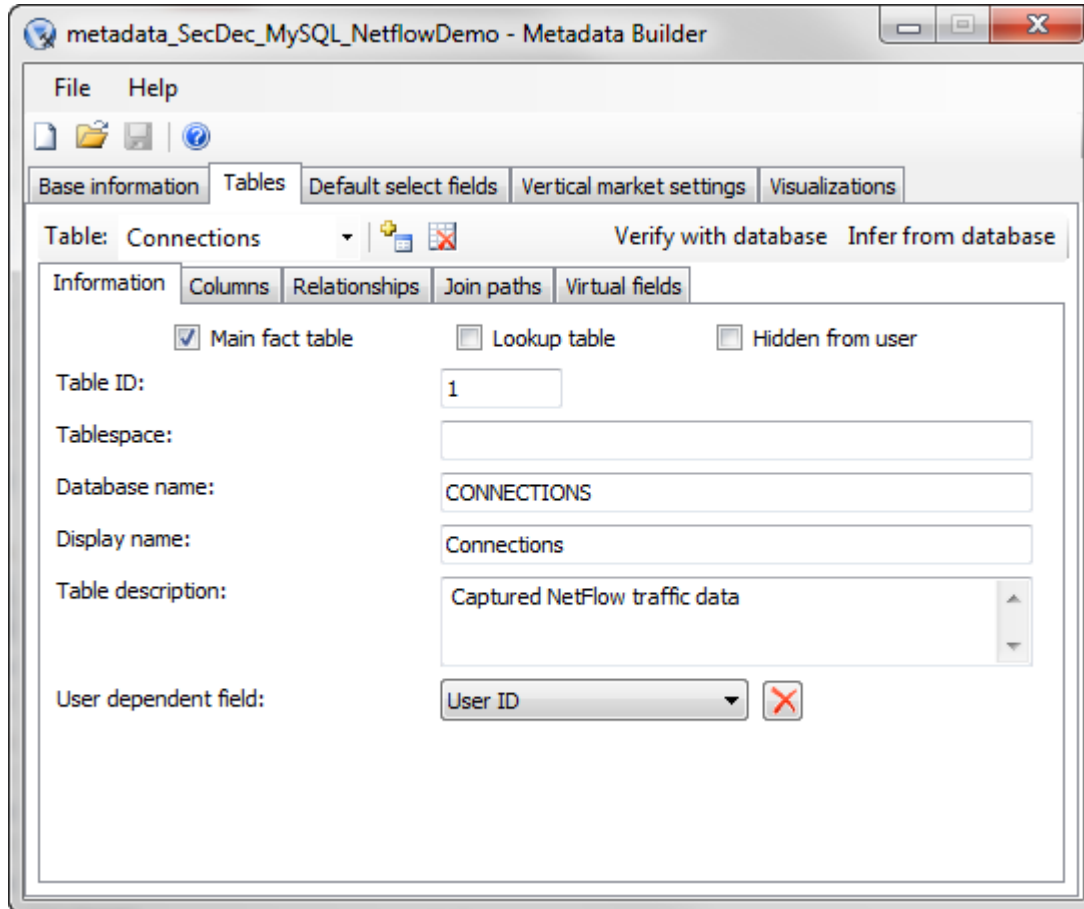 metadata_SecDec_MySQL_NetflowDemo - Metadata Builder
File Help
Base information Tables Default select fields Vertical market settings Visualizations
Table: Connections Verify with database Infer from database
Information Columns Relationships Join paths Virtual fields
Main fact table Lookup table Hidden from user
Table ID: 1
Tablespace:
Database name: CONNECTIONS
Display name: Connections
Table description: Captured NetFlow traffic data
User dependent field: User ID